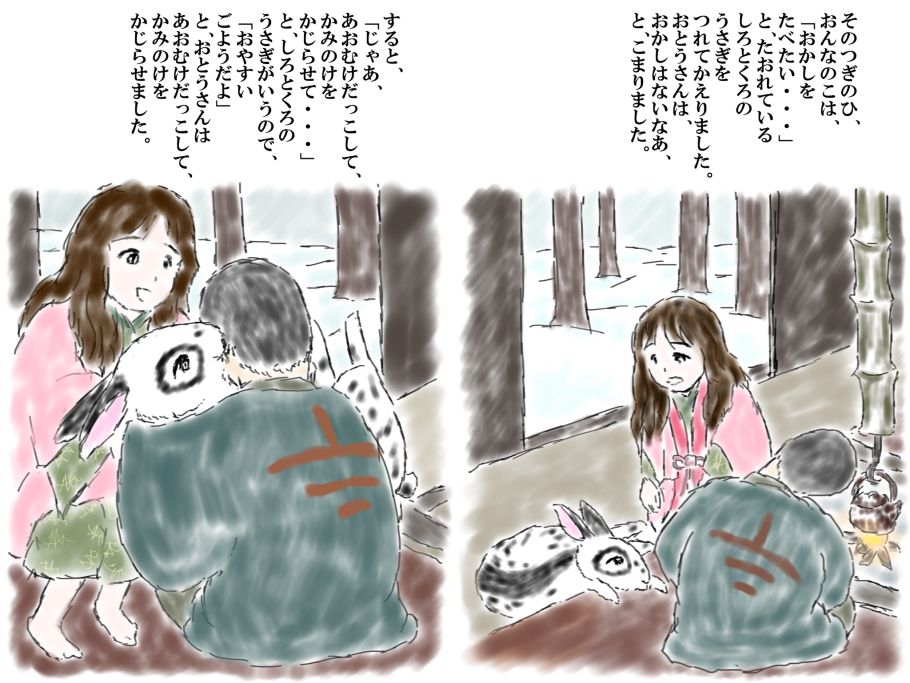 そのつぎのひ、
おんなのこは、
「おかしを
たべたい・・・」
と、たおれている
しろとくろの
うさぎを
つれてかえりました。
おとうさんは、
おかしはないなあ、
と、こまりました。
すると、
「じゃあ、
あおむけだっこして、
かみのけを
かじらせて・・・」
と、しろとくろの
うさぎがいうので、
「おやすい
ごようだよ」
と、おとうさんは
あおむけだっこして、
かみのけを
かじらせました。